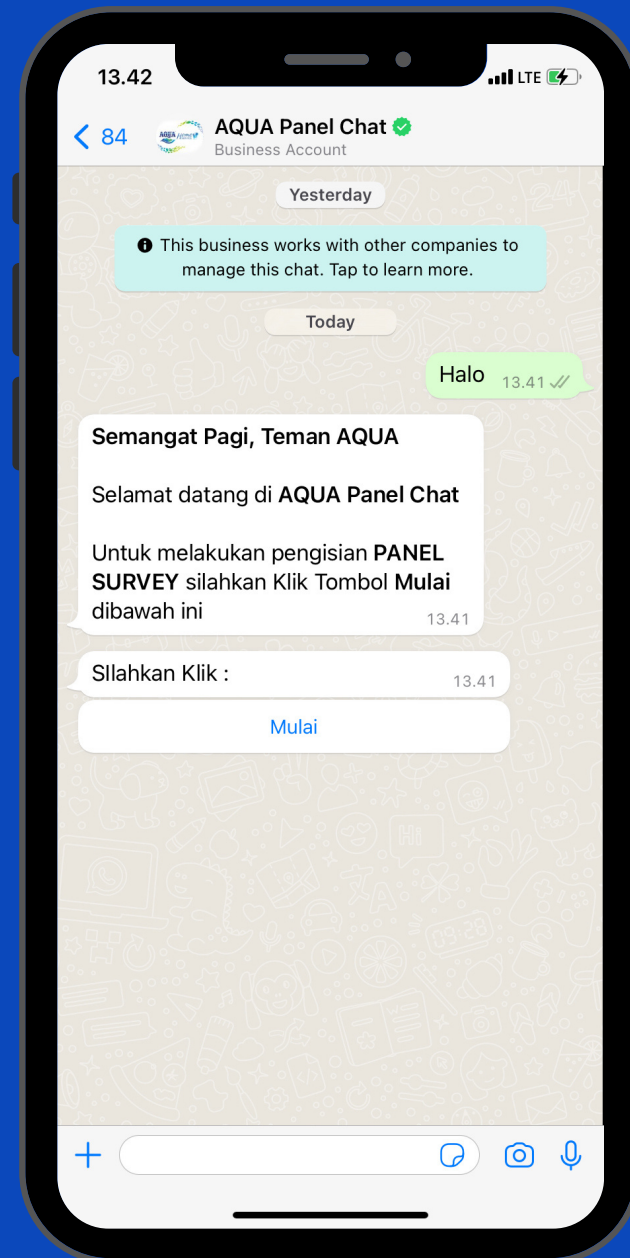 13.42
LTE
84
AQUA
AQUA Panel Chat
Business Account
Yesterday
This business works with other companies to
manage this chat. Tap to learn more.
Today
Halo 13.41
Semangat Pagi, Teman AQUA
Selamat datang di AQUA Panel Chat
Untuk melakukan pengisian PANEL
SURVEY silahkan Klik Tombol Mulai
dibawah ini
13.41
SIlahkan Klik :
13.41
Mulai